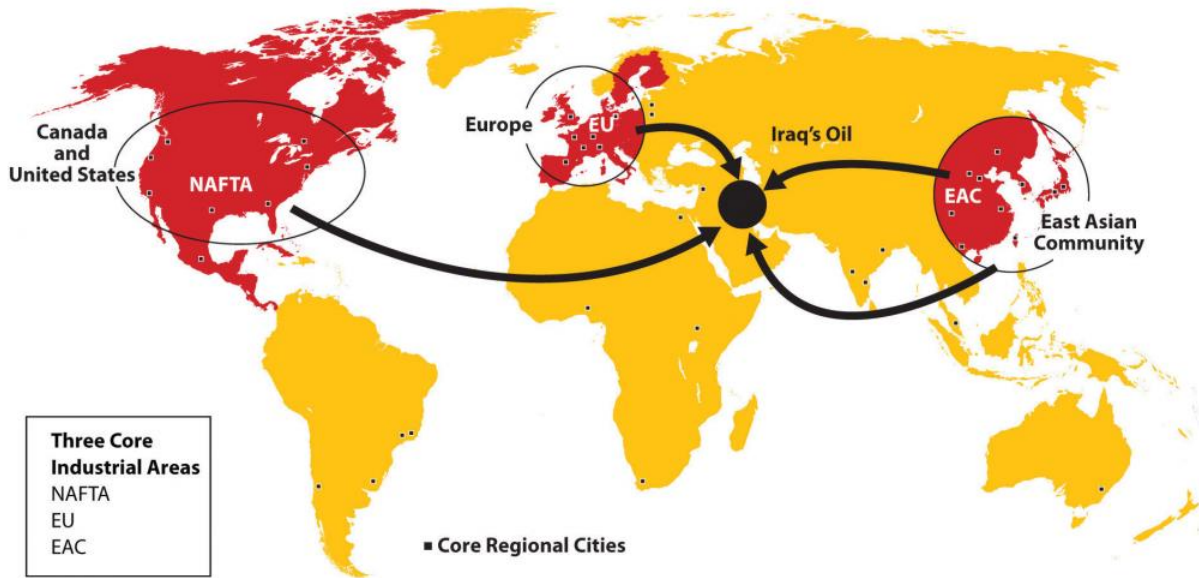 Canada
and
United States
NAFTA
Europe
EU
Iraq's Oil
EAC
East Asian
Community
Three Core
Industrial Areas
NAFTA
EU
EAC
Core Regional Cities